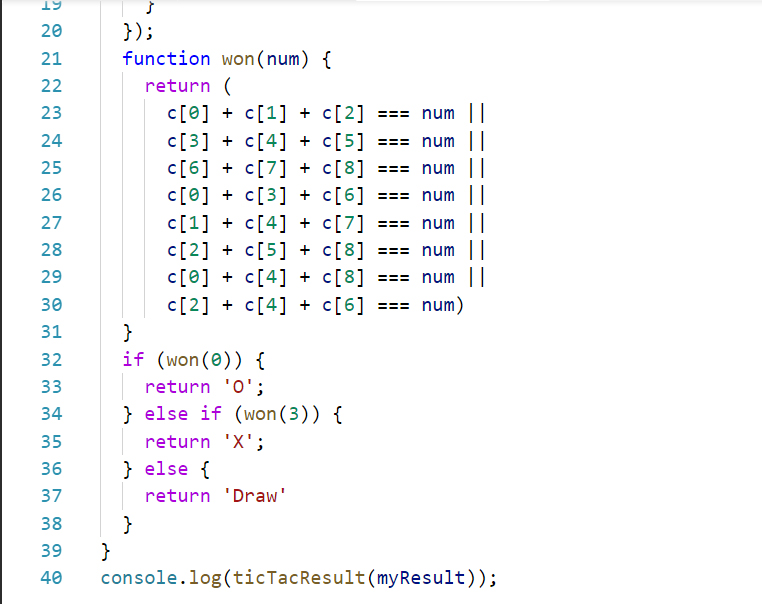 19 }
20 });
21 function won(num) {
22 return (
23 c[0] + c[1] + c[2] === num ||
24 c[3] + c[4] + c[5] === num ||
25 c[6] + c[7] + c[8] === num ||
26 c[0] + c[3] + c[6] === num ||
27 c[1] + c[4] + c[7] === num ||
28 c[2] + c[5] + c[8] === num ||
29 c[0] + c[4] + c[8] === num ||
30 c[2] + c[4] + c[6] === num)
31 }
32 if (won(0)) {
33 return 'O';
34 } else if (won(3)) {
35 return 'X';
36 } else {
37 return 'Draw'
38 }
39 }
40 console.log(ticTacResult(myResult));